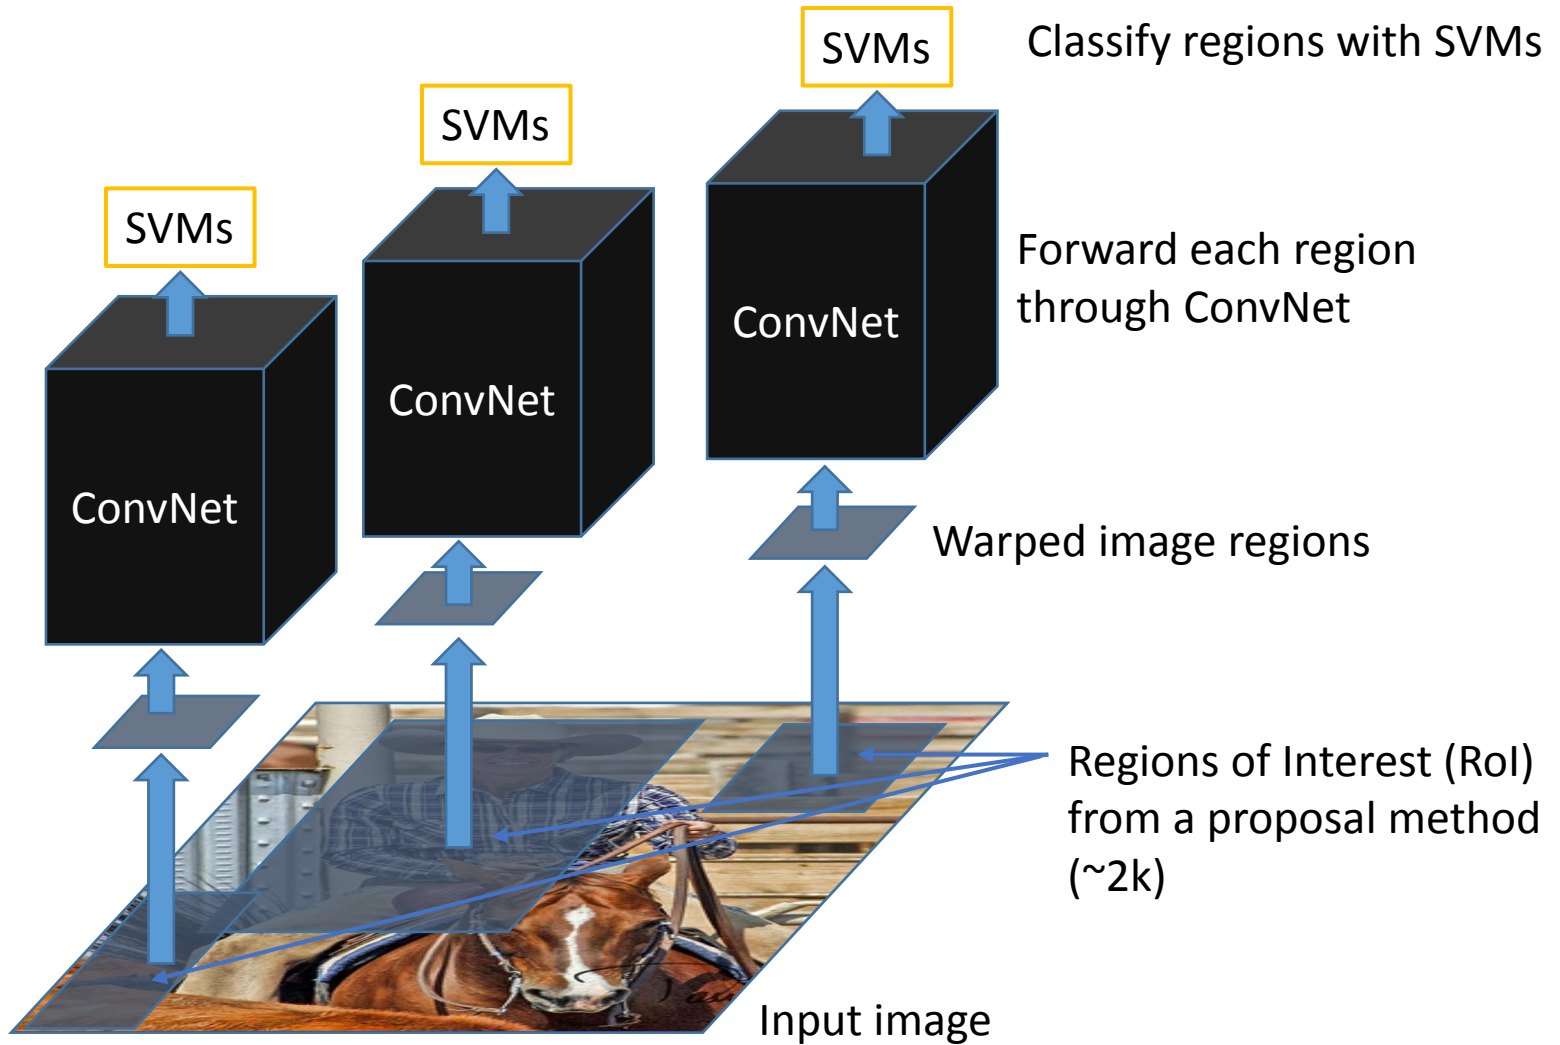 SVMs
Classify regions with SVMs
SVMs
SVMs
Forward each region
through ConvNet
ConvNet
ConvNet
ConvNet
Warped image regions
Regions of Interest (RoI)
from a proposal method
(~2k)
Input image